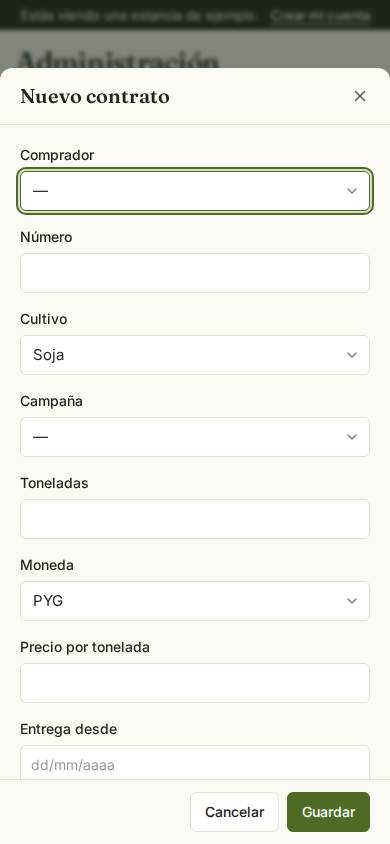 Estás viendo una estancia de ejemplo. Crear mi cuenta
Administración
Nuevo contrato
Comprador
—
Número
Cultivo
Soja
Campaña
—
Toneladas
Moneda
PYG
Precio por tonelada
Entrega desde
dd/mm/aaaa
Cancelar Guardar